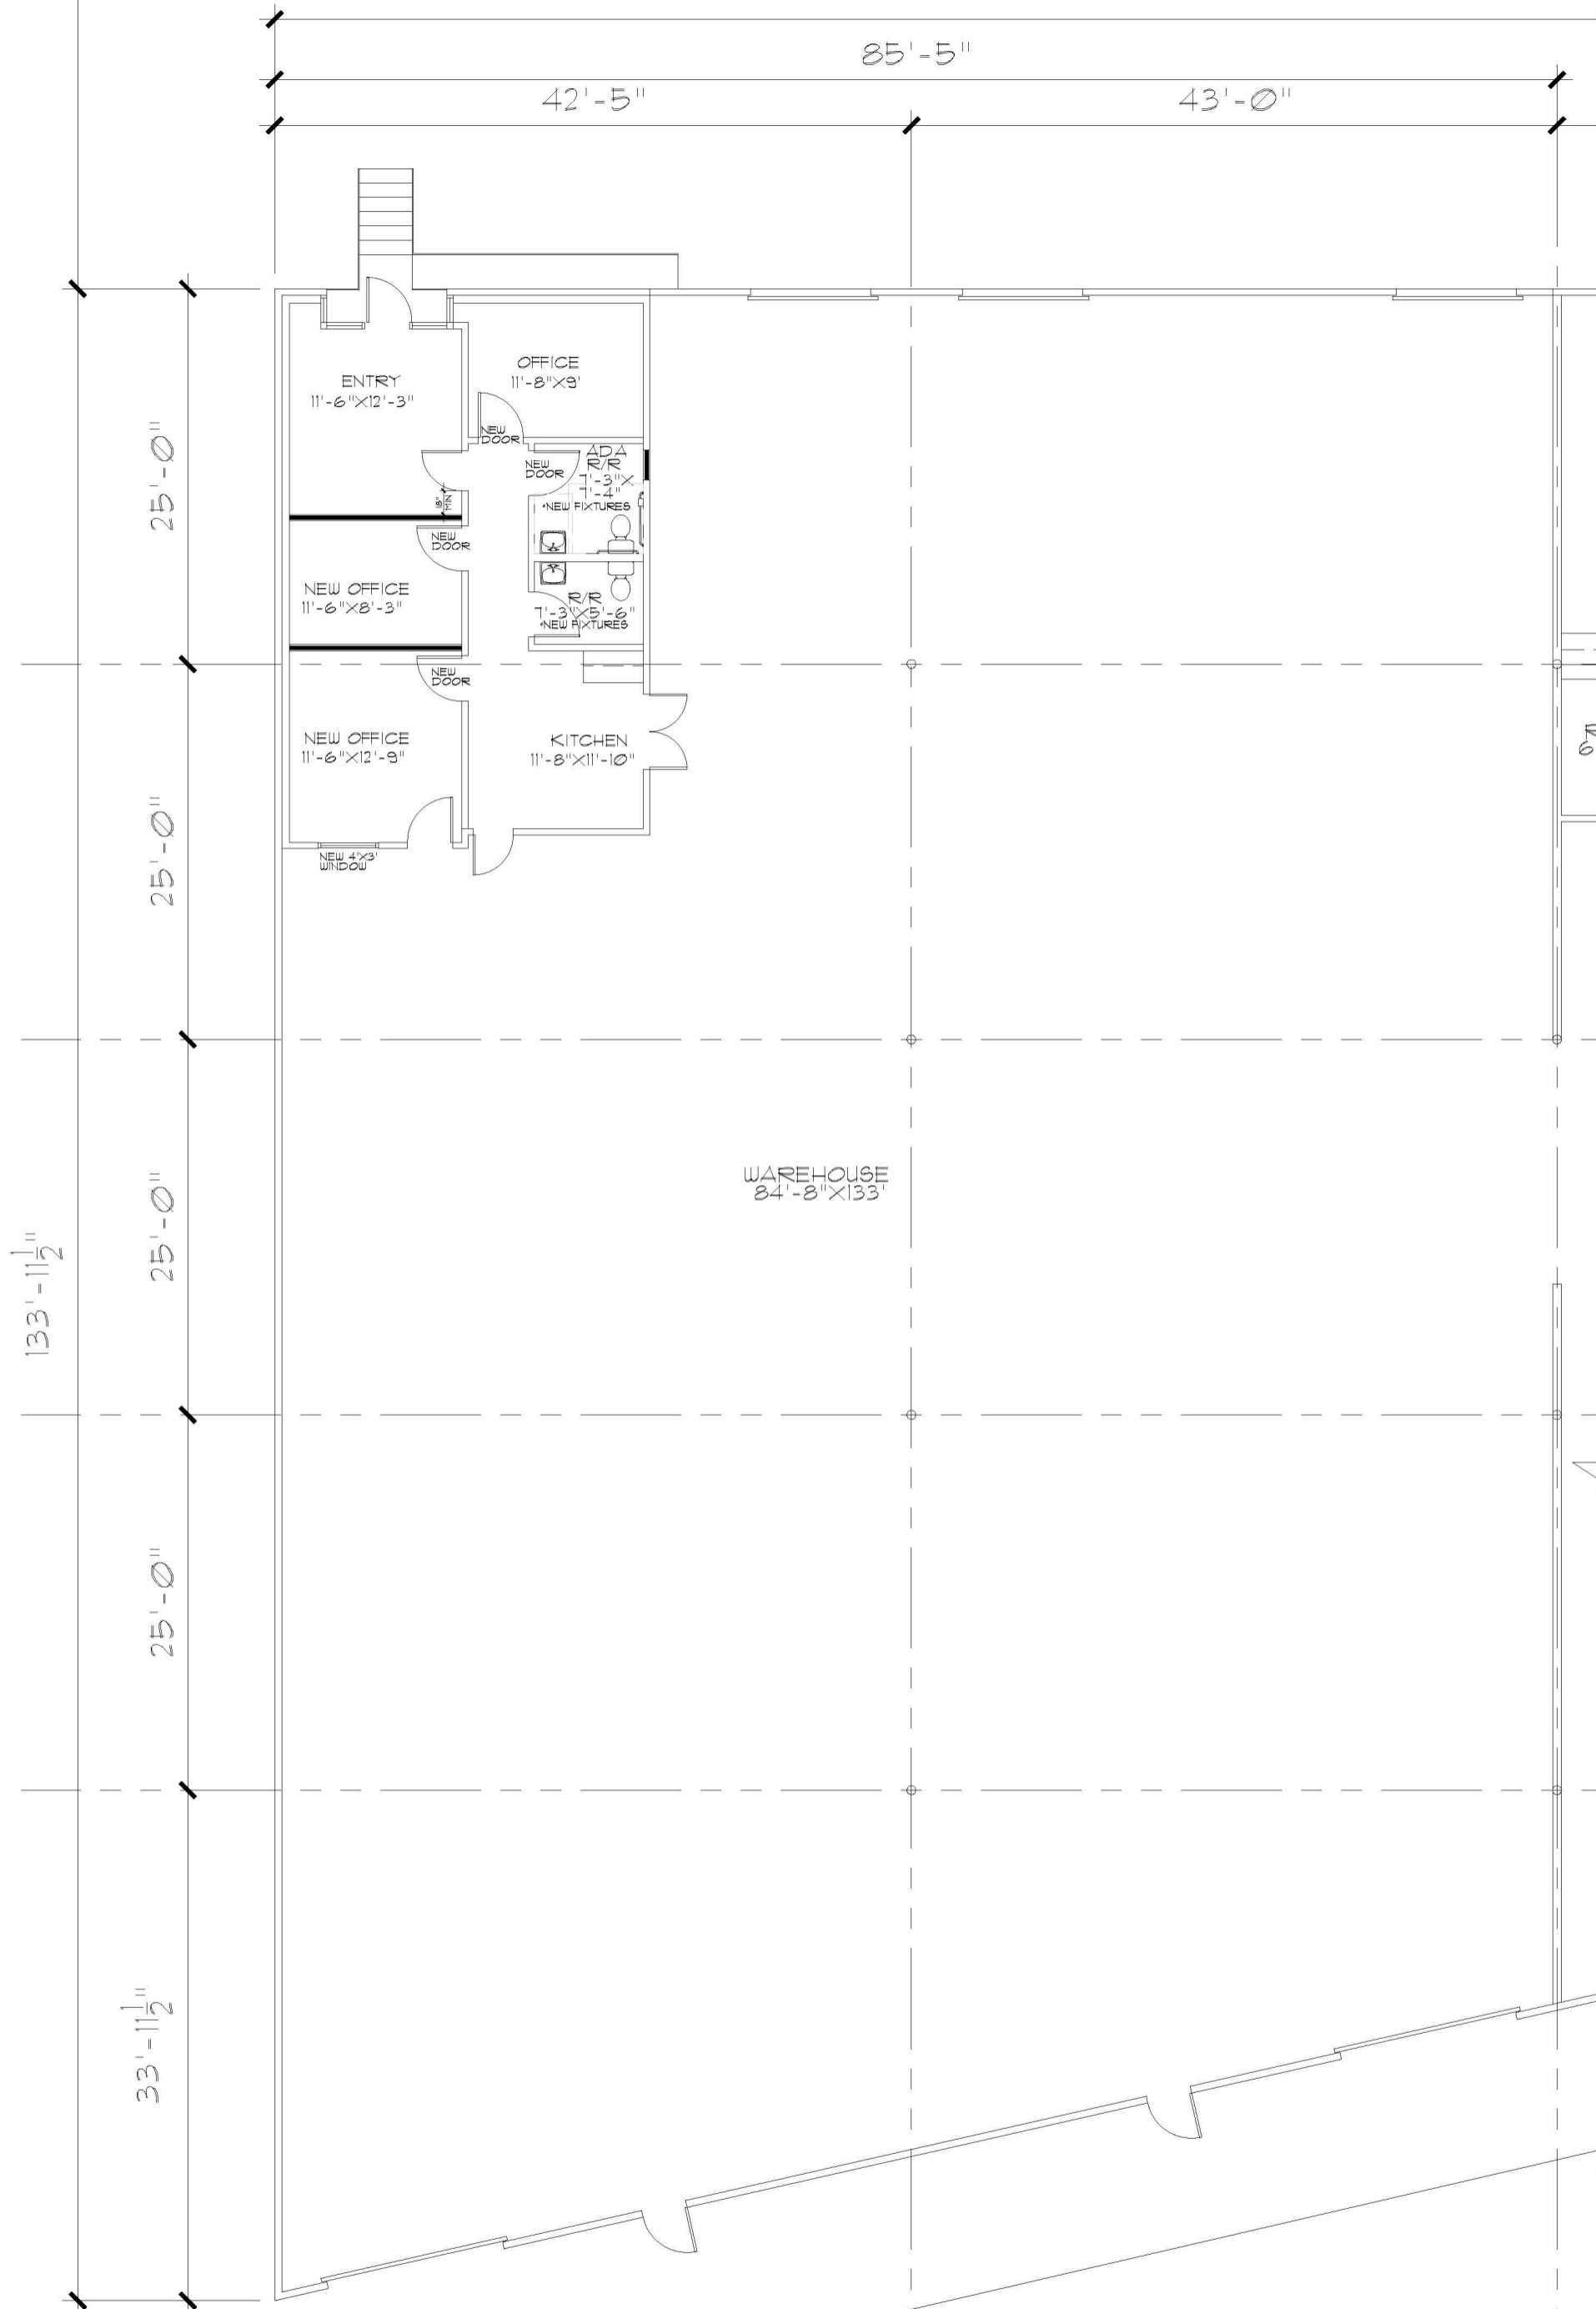 85'-5"
42'-5"
43'-0"
ENTRY
11'-6"X12'-3"
OFFICE
11'-8"X9'
NEW
DOOR
NEW
DOOR
ADA
R/R
7'-3"X
7'-4"
•NEW FIXTURES
18"
MIN
NEW
DOOR
NEW OFFICE
11'-6"X8'-3"
R/R
7'-3"X5'-6"
•NEW FIXTURES
NEW
DOOR
NEW OFFICE
11'-6"X12'-9"
KITCHEN
11'-8"X11'-10"
NEW 4'X3'
WINDOW
WAREHOUSE
84'-8"X133'
25'-0"
25'-0"
25'-0"
25'-0"
33'-11 1/2"
133'-11 1/2"